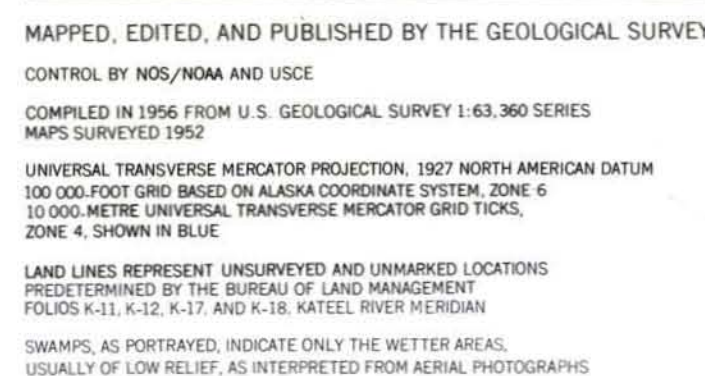 MAPPED, EDITED, AND PUBLISHED BY THE GEOLOGICAL SURVEY
CONTROL BY NOS/NOAA AND USCE
COMPILED IN 1956 FROM U.S. GEOLOGICAL SURVEY 1:63,360 SERIES
MAPS SURVEYED 1952
UNIVERSAL TRANSVERSE MERCATOR PROJECTION, 1927 NORTH AMERICAN DATUM
100 000-FOOT GRID BASED ON ALASKA COORDINATE SYSTEM, ZONE 6
10 000-METRE UNIVERSAL TRANSVERSE MERCATOR GRID TICKS,
ZONE 4, SHOWN IN BLUE
LAND LINES REPRESENT UNSURVEYED AND UNMARKED LOCATIONS
PREDETERMINED BY THE BUREAU OF LAND MANAGEMENT
FOLIOS K-11, K-12, K-17, AND K-18, KATEEL RIVER MERIDIAN
SWAMPS, AS PORTRAYED, INDICATE ONLY THE WETTER AREAS,
USUALLY OF LOW RELIEF, AS INTERPRETED FROM AERIAL PHOTOGRAPHS